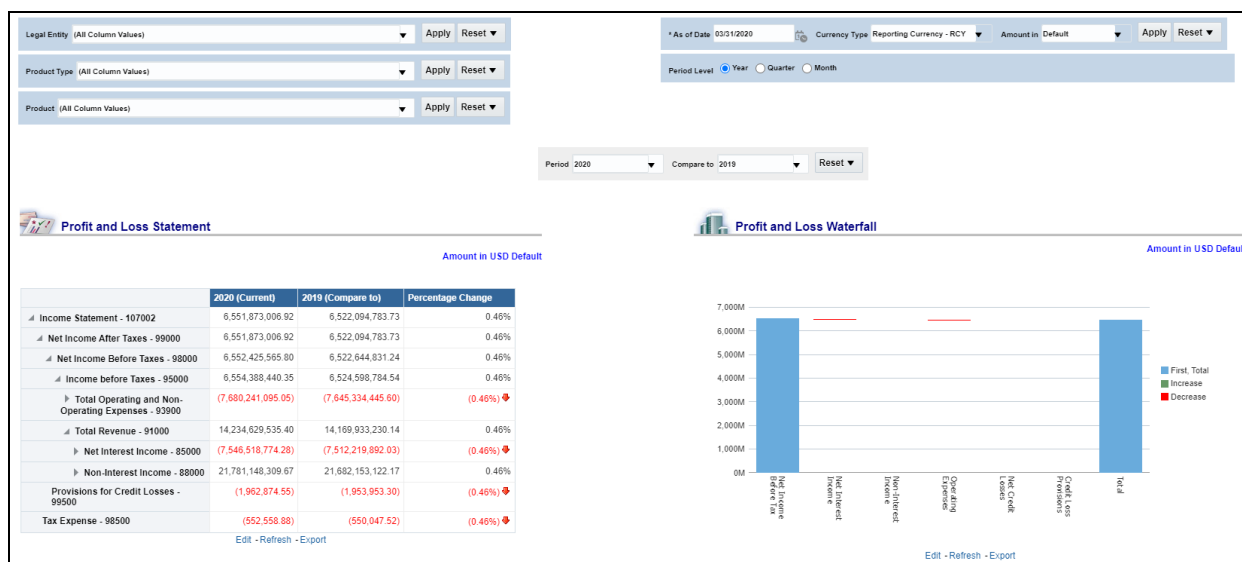 Legal Entity (All Column Values) Apply Reset
* As of Date 03/31/2020 Currency Type Reporting Currency - RCY Amount in Default Apply Reset
Product Type (All Column Values) Apply Reset
Period Level Year Quarter Month
Product (All Column Values) Apply Reset
Period 2020 Compare to 2019 Reset
Profit and Loss Statement
Amount in USD Default
2020 (Current) 2019 (Compare to) Percentage Change
Income Statement - 107002 6,551,873,006.92 6,522,094,783.73 0.46%
Net Income After Taxes - 99000 6,551,873,006.92 6,522,094,783.73 0.46%
Net Income Before Taxes - 98000 6,552,425,565.80 6,522,644,831.24 0.46%
Income before Taxes - 95000 6,554,388,440.35 6,524,598,784.54 0.46%
Total Operating and Non-
Operating Expenses - 93900 (7,680,241,095.05) (7,645,334,445.60) (0.46%)
Total Revenue - 91000 14,234,629,535.40 14,169,933,230.14 0.46%
Net Interest Income - 85000 (7,546,518,774.28) (7,512,219,892.03) (0.46%)
Non-Interest Income - 88000 21,781,148,309.67 21,682,153,122.17 0.46%
Provisions for Credit Losses -
99500 (1,962,874.55) (1,953,953.30) (0.46%)
Tax Expense - 98500 (552,558.88) (550,047.52) (0.46%)
Edit - Refresh - Export
Profit and Loss Waterfall
Amount in USD Defaul
7,000M
6,000M
5,000M
4,000M
3,000M
2,000M
1,000M
0M
Net Income
Before Tax
Net Interest
Income
Non-Interest
Income
Operating
Expenses
Net Credit
Losses
Credit Loss
Provisions
Total
First, Total
Increase
Decrease
Edit - Refresh - Export